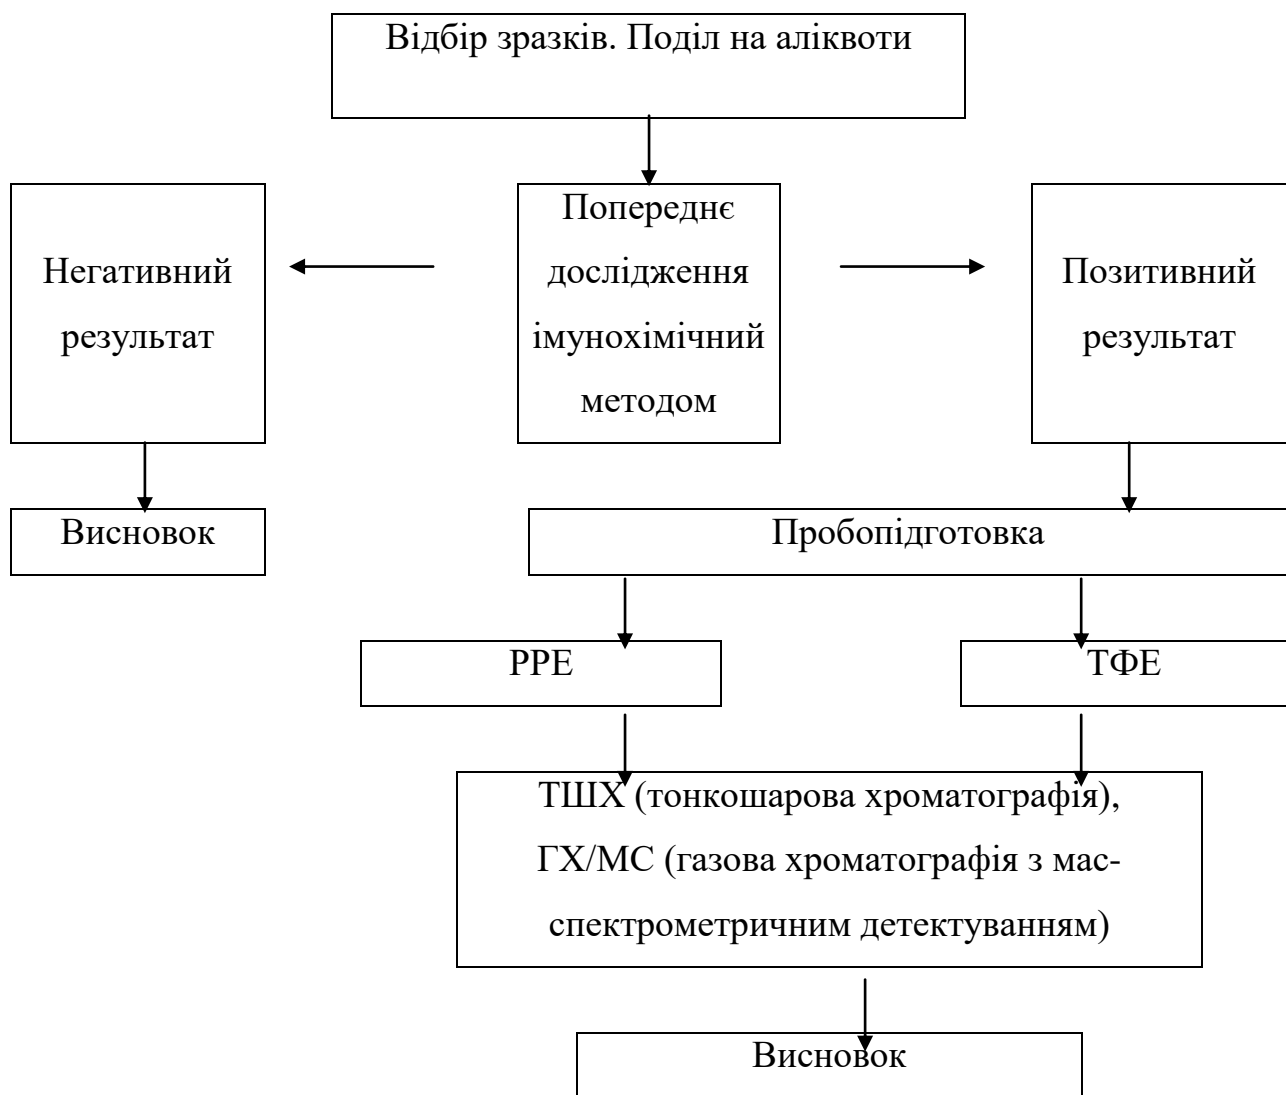 Відбір зразків. Поділ на аліквоти
Негативний
результат
Попереднє
дослідження
імунохімічний
методом
Позитивний
результат
Висновок
Пробопідготовка
РРЕ
ТФЕ
ТШХ (тонкошарова хроматографія),
ГХ/МС (газова хроматографія з мас-
спектрометричним детектуванням)
Висновок